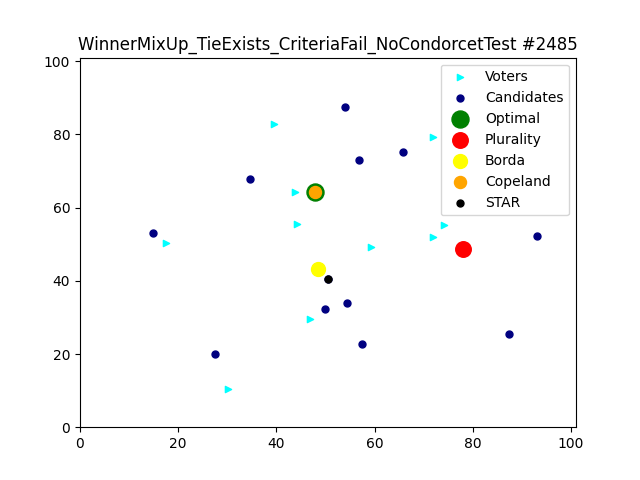 WinnerMixUp_TieExists_CriteriaFail_NoCondorcetTest #2485
100
80
60
40
20
0
0 20 40 60 80 100
Voters
Candidates
Optimal
Plurality
Borda
Copeland
STAR